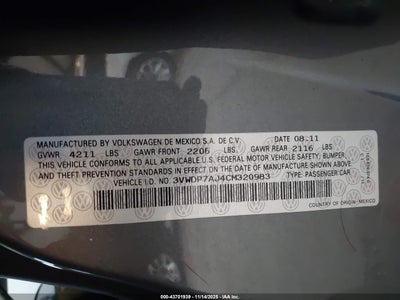 MANUFACTURED BY VOLKSWAGEN DE MEXICO S.A. DE C.V. DATE 08.11
GVWR 4211 LBS GAWR FRONT 2206 LBS. GAWR REAR 2116 LBS
THIS VEHICLE CONFORMS TO ALL APPLICABLE U.S. FEDERAL MOTOR VEHICLE SAFETY, BUMPER,
AND THEFT PREVENTION STANDARDS IN EFFECT ON THE DATE OF MANUFACTURE SHOWN ABOVE.
VEHICLE I.D. NO. 3VWDP7AJ4CM320983 TYPE: PASSENGER CAR
COUNTRY OF ORIGIN: MEXICO
000-43701939 - 11/14/2025 - IAA Inc.